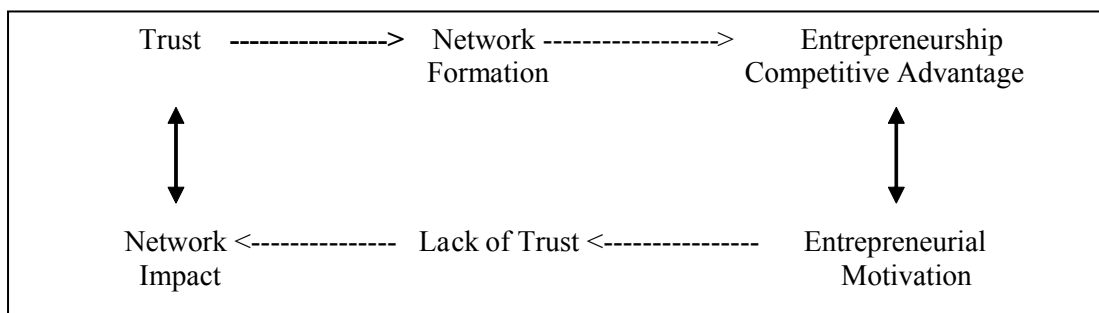 Trust ---------------> Network -----------------> Entrepreneurship
Formation Competitive Advantage
Network <------------- Lack of Trust <------------- Entrepreneurial
Impact Motivation